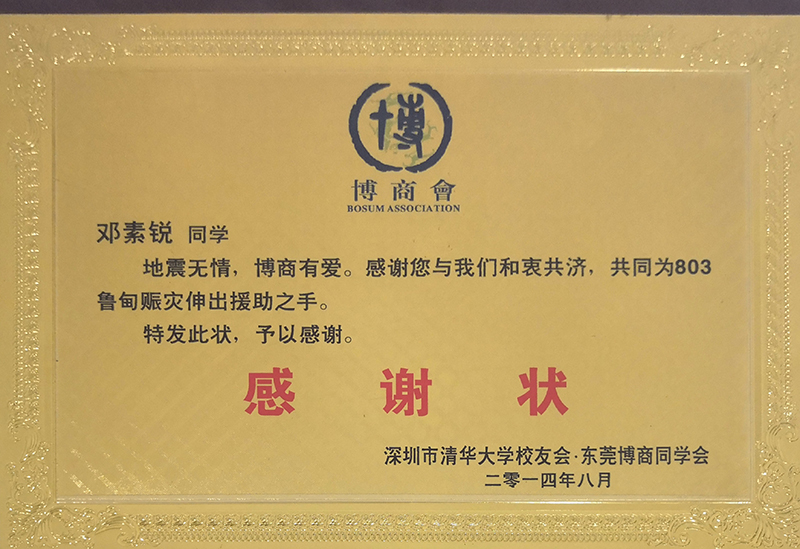 博
博商會
BOSUM ASSOCIATION
邓素锐 同学
地震无情，博商有爱。感谢您与我们和衷共济，共同为803
鲁甸赈灾伸出援助之手。
特发此状，予以感谢。
感谢状
深圳市清华大学校友会·东莞博商同学会
二零一四年八月